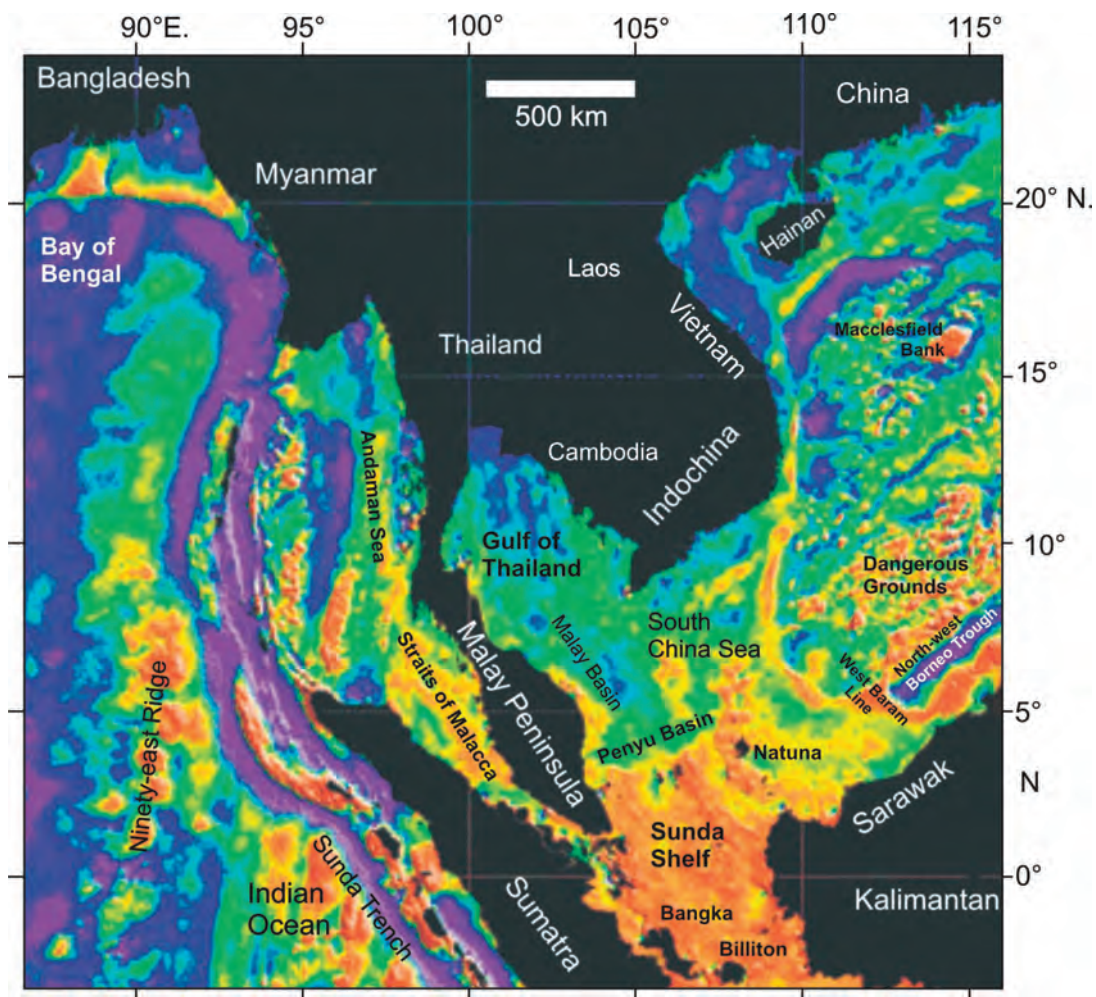 90°E.
95°
100°
105°
110°
115°
Bangladesh
500 km
China
Myanmar
20° N.
Hainan
Bay of
Bengal
Laos
Vietnam
Macclesfield
Bank
Thailand
15°
Andaman Sea
Cambodia
Indochina
Gulf of
Thailand
10°
Dangerous
Grounds
Malay Basin
South
China Sea
Malay Peninsula
Straits of Malacca
North-west
Borneo Trough
West Baram
Line
Ninety-east Ridge
5°
Penyu Basin
Natuna
N
Sarawak
Sunda
Shelf
Sunda Trench
Indian
Ocean
Sumatra
0°
Kalimantan
Bangka
Billiton